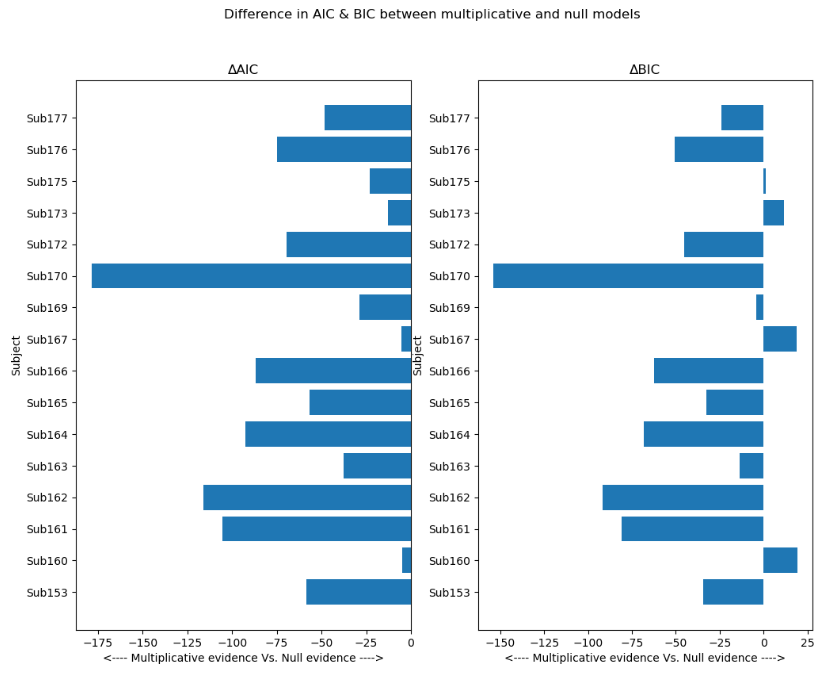 Difference in AIC & BIC between multiplicative and null models
ΔAIC
Sub177
Sub176
Sub175
Sub173
Sub172
Sub170
Sub169
Sub167
Sub166
Sub165
Sub164
Sub163
Sub162
Sub161
Sub160
Sub153
Subject
−175 −150 −125 −100 −75 −50 −25 0
<---- Multiplicative evidence Vs. Null evidence ---->
ΔBIC
Sub177
Sub176
Sub175
Sub173
Sub172
Sub170
Sub169
Sub167
Sub166
Sub165
Sub164
Sub163
Sub162
Sub161
Sub160
Sub153
Subject
−150 −125 −100 −75 −50 −25 0 25
<---- Multiplicative evidence Vs. Null evidence ---->